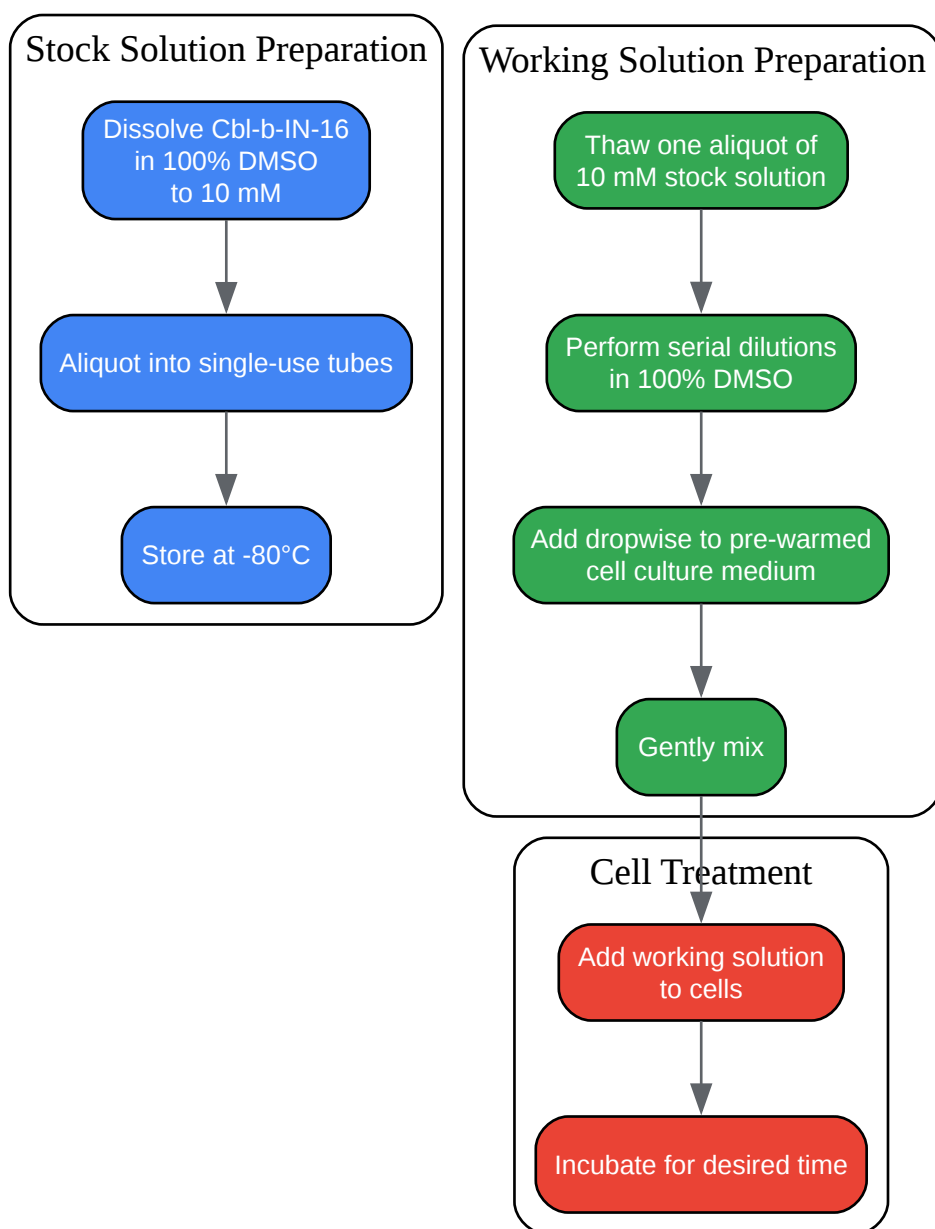 Stock Solution Preparation
Dissolve Cbl-b-IN-16
in 100% DMSO
to 10 mM
Aliquot into single-use tubes
Store at -80°C
Working Solution Preparation
Thaw one aliquot of
10 mM stock solution
Perform serial dilutions
in 100% DMSO
Add dropwise to pre-warmed
cell culture medium
Gently mix
Cell Treatment
Add working solution
to cells
Incubate for desired time